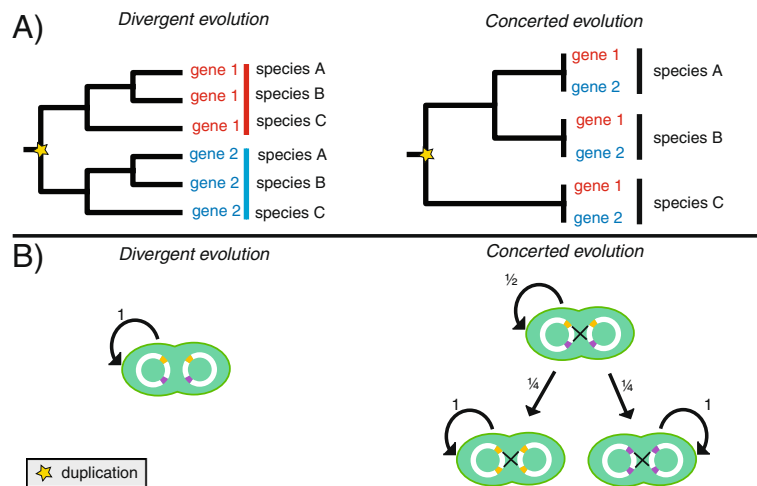 A)
Divergent evolution
gene 1 species A
gene 1 species B
gene 1 species C
gene 2 species A
gene 2 species B
gene 2 species C
Concerted evolution
gene 1
species A
gene 2
gene 1
species B
gene 2
gene 1
species C
gene 2
B)
Divergent evolution
1
duplication
Concerted evolution
½
¼ ¼
1 1